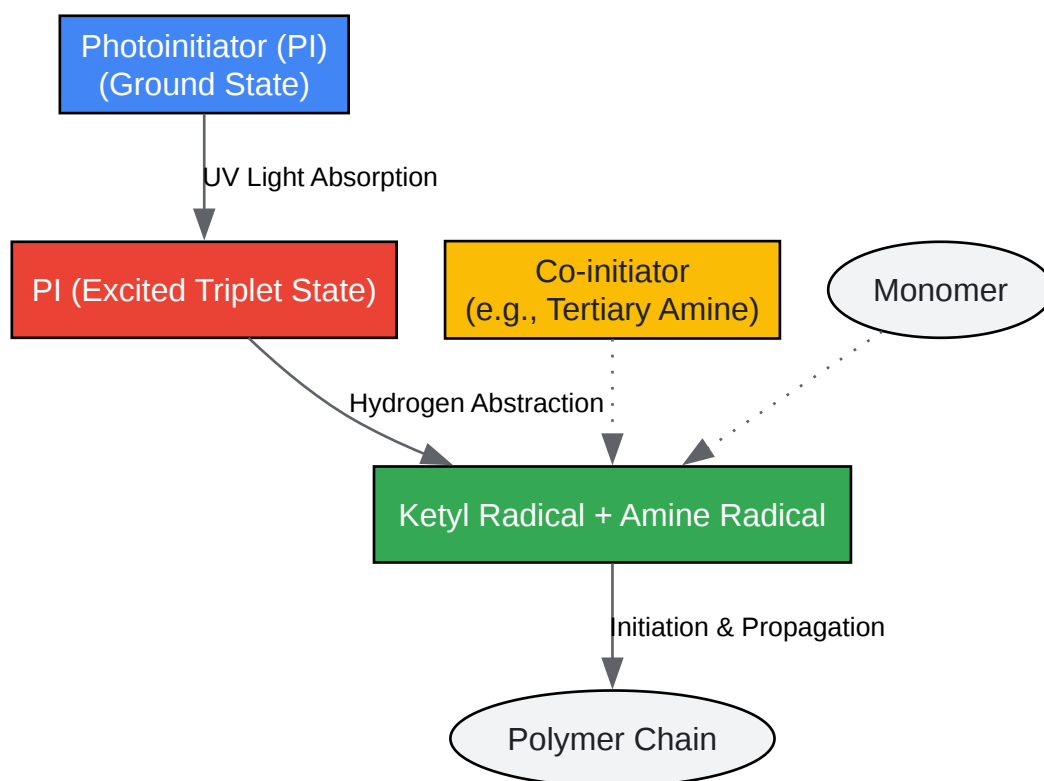 Photoinitiator (PI)
(Ground State)
UV Light Absorption
PI (Excited Triplet State)
Co-initiator
(e.g., Tertiary Amine)
Monomer
Hydrogen Abstraction
Ketyl Radical + Amine Radical
Initiation & Propagation
Polymer Chain